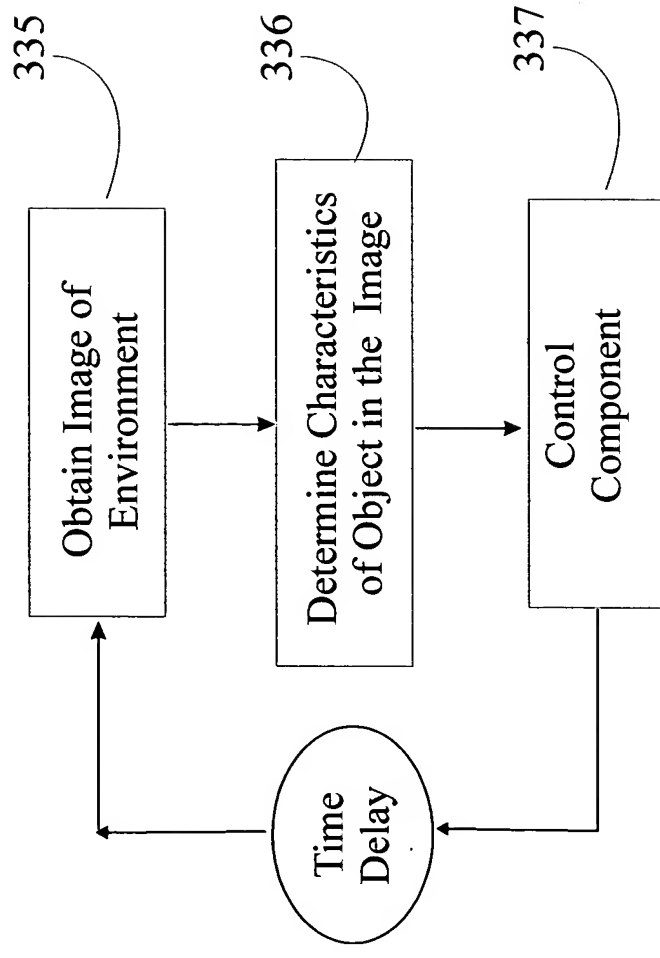 335
Obtain Image of
Environment
336
Determine Characteristics
of Object in the Image
337
Control
Component
Time
Delay